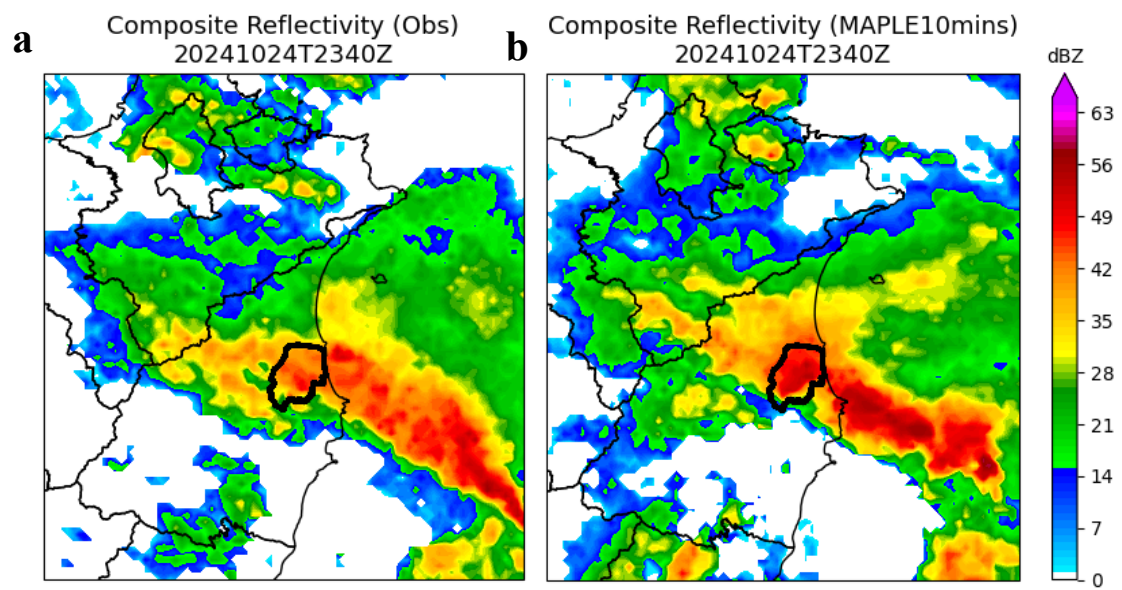 a
Composite Reflectivity (Obs)
20241024T2340Z
b
Composite Reflectivity (MAPLE10mins)
20241024T2340Z
dBZ
63
56
49
42
35
28
21
14
7
0